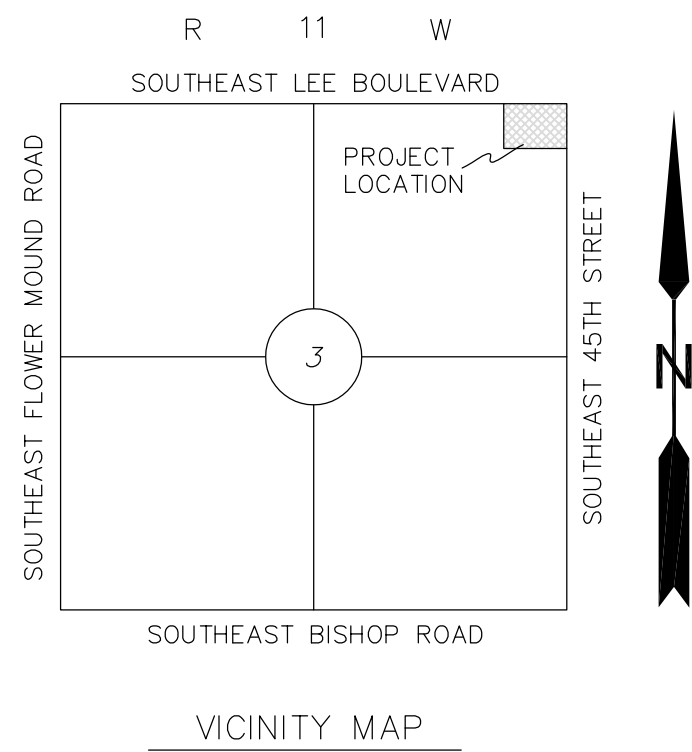 R 11 W
SOUTHEAST LEE BOULEVARD
PROJECT
LOCATION
SOUTHEAST FLOWER MOUND ROAD
3
SOUTHEAST 45TH STREET
N
SOUTHEAST BISHOP ROAD
VICINITY MAP